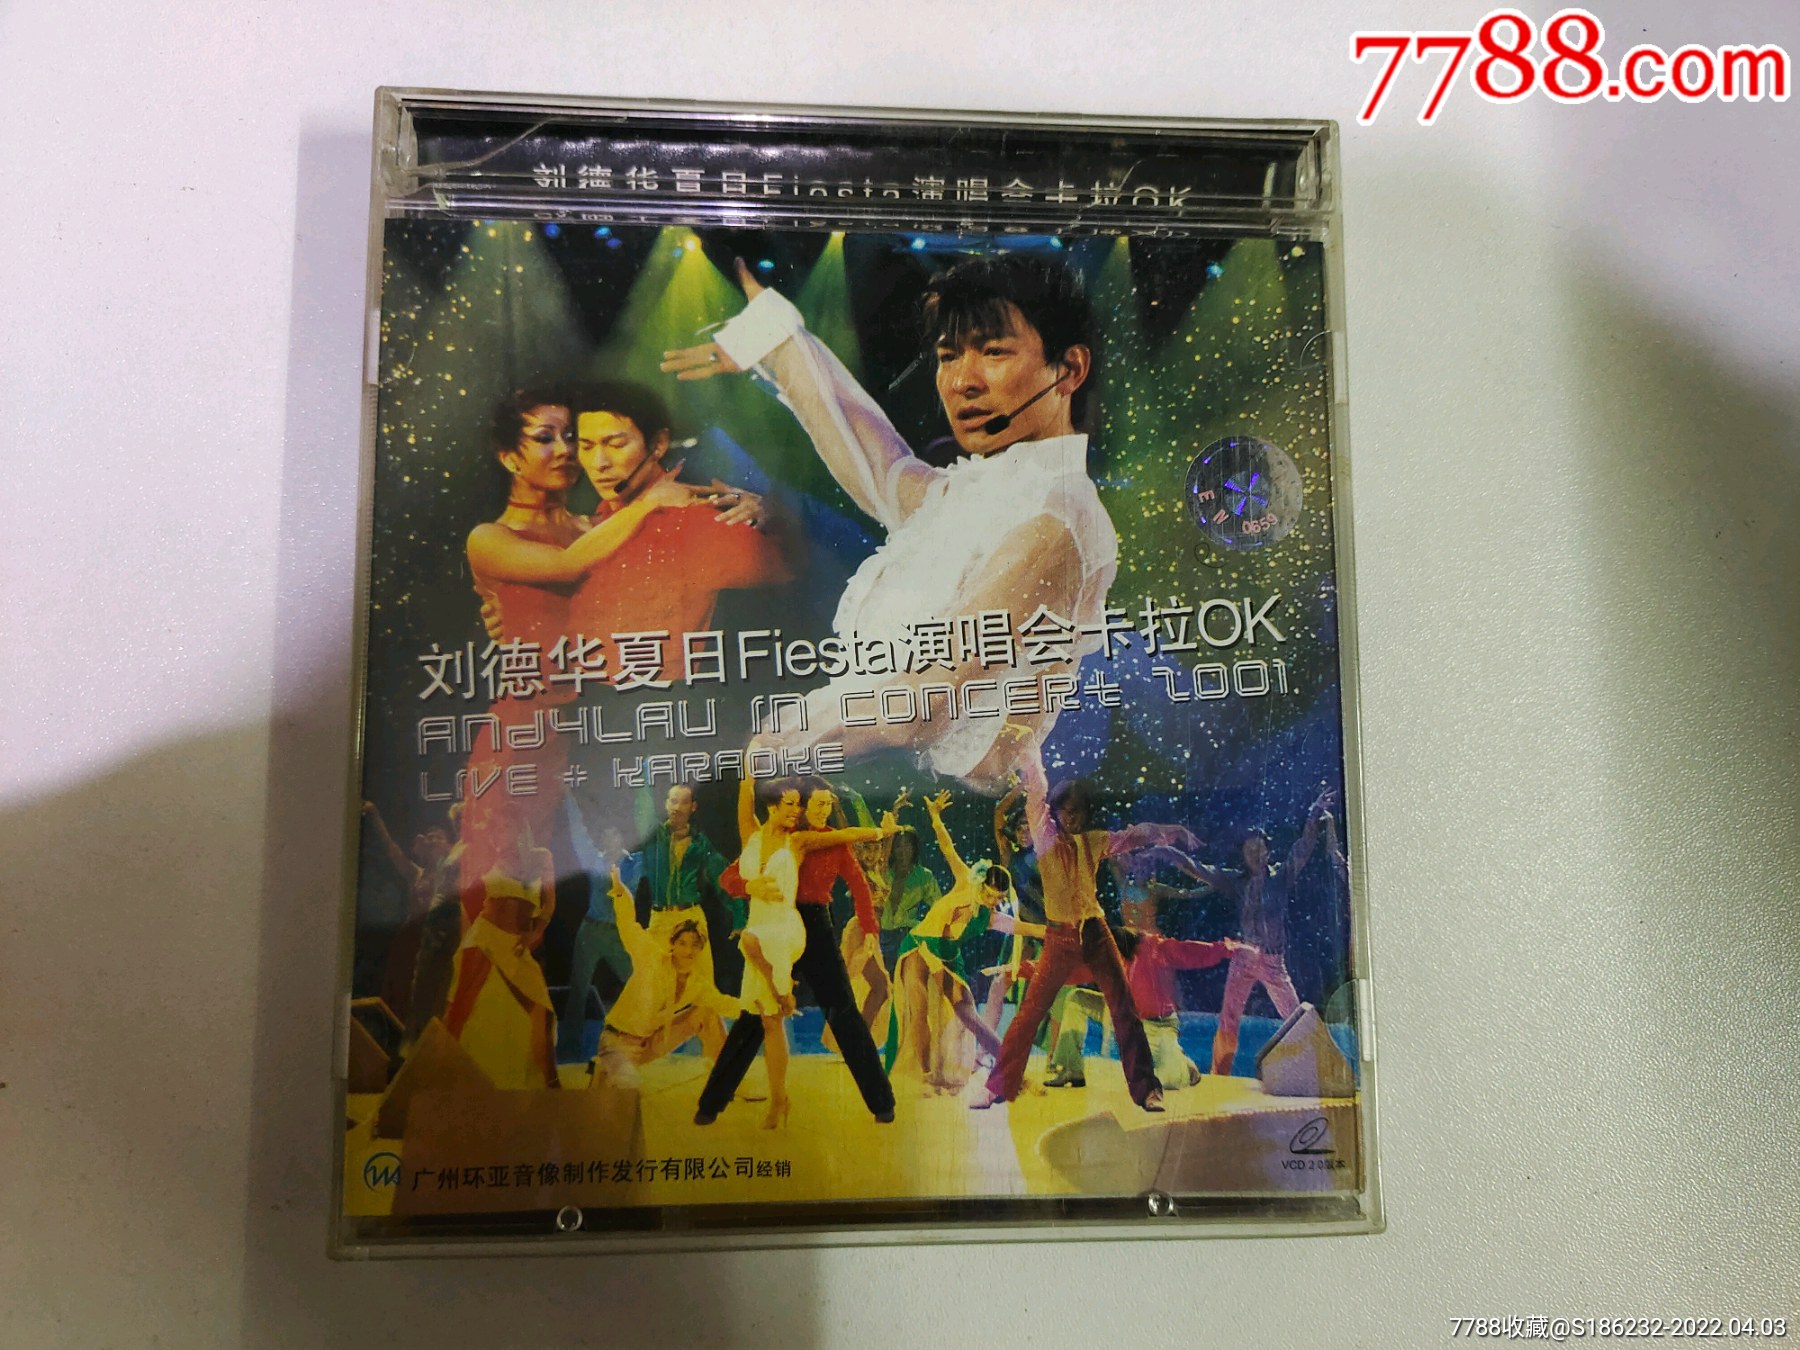 7788.com
刘德华夏日Fiesta演唱会卡拉OK
刘德华夏日Fiesta演唱会卡拉OK
ANDYLAU IN CONCERT 2001
LIVE + KARAOKE
0659
广州环亚音像制作发行有限公司经销
VCD 2.0版本
7788收藏@S186232-2022.04.03